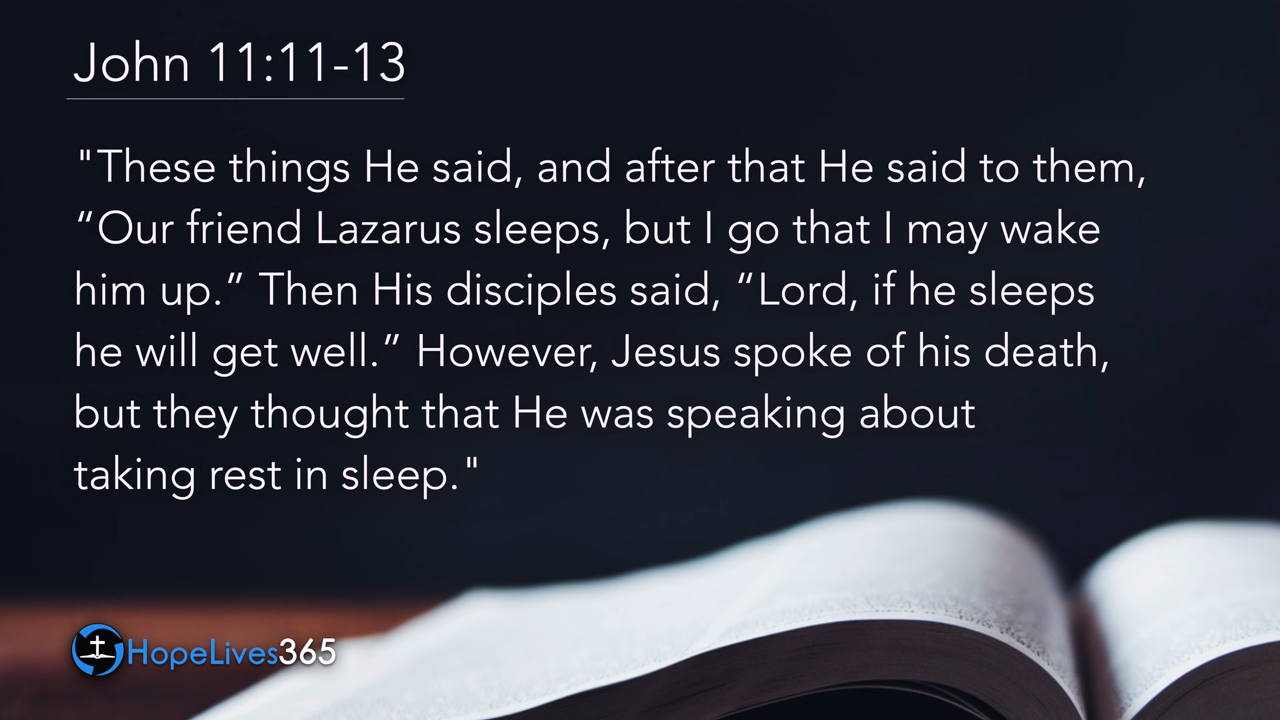 John 11:11-13
"These things He said, and after that He said to them,
“Our friend Lazarus sleeps, but I go that I may wake
him up.” Then His disciples said, “Lord, if he sleeps
he will get well.” However, Jesus spoke of his death,
but they thought that He was speaking about
taking rest in sleep."
HopeLives365